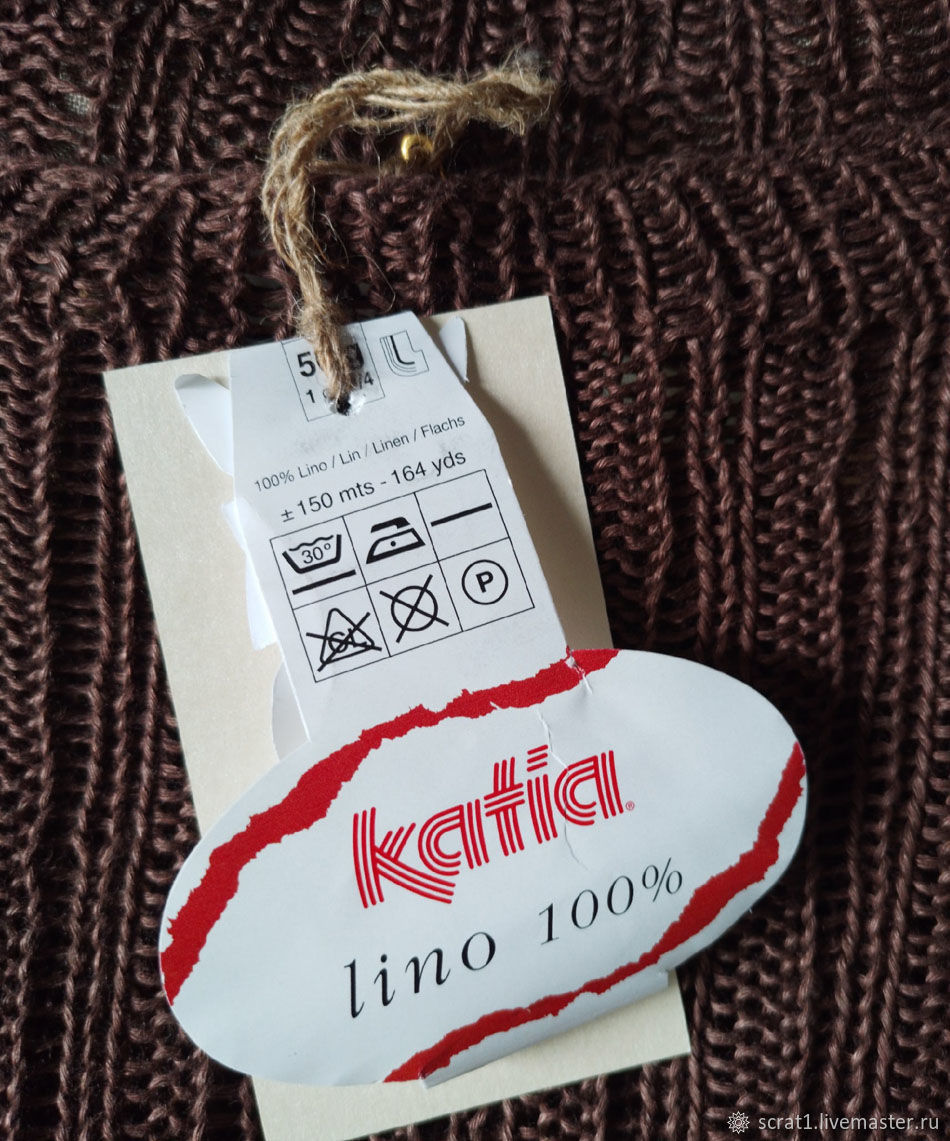 100% Lino / Lin / Linen / Flachs
± 150 mts - 164 yds
30°
P
katia®
lino 100%
scrat1.livemaster.ru